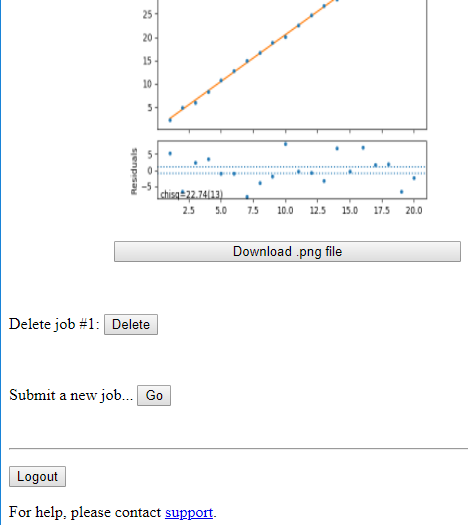 25
20
15
10
5
Residuals
5
0
−5
chisq=22.74(13)
2.5 5.0 7.5 10.0 12.5 15.0 17.5 20.0
Download .png file
Delete job #1: Delete
Submit a new job... Go
Logout
For help, please contact support.